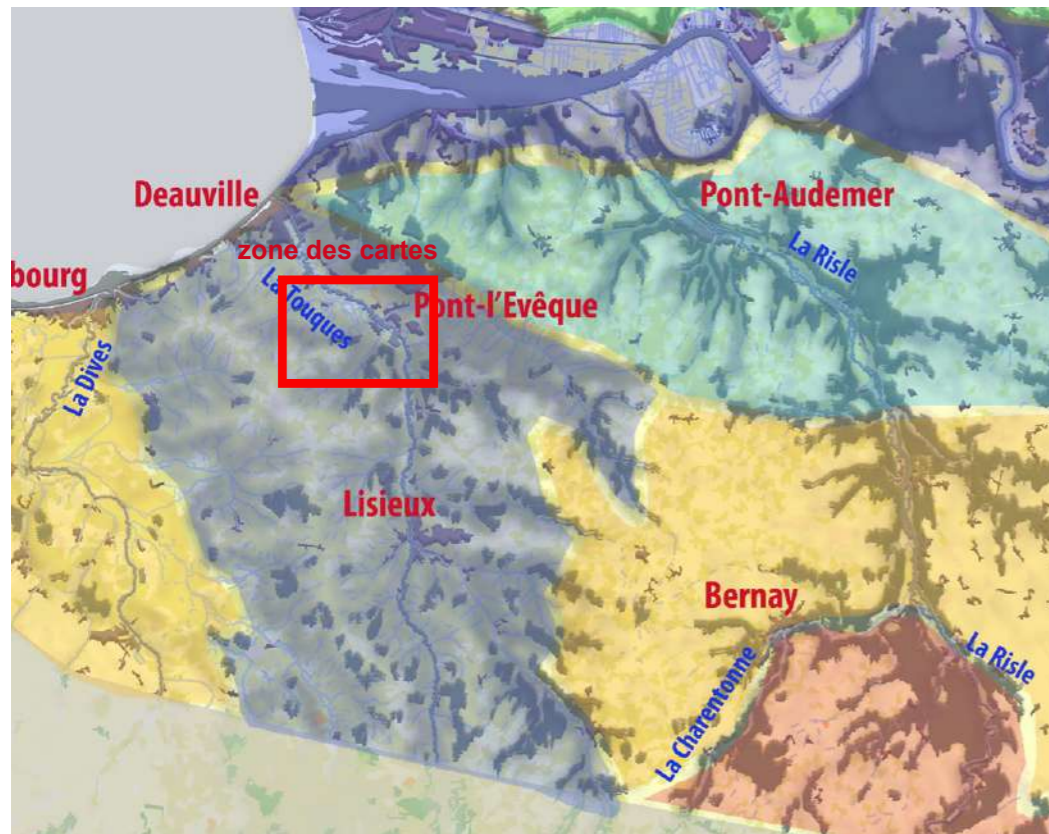 Deauville
Pont-Audemer
La Risle
zone des cartes
bourg
La Touques
Pont-l'Evêque
La Dives
Lisieux
Bernay
La Charentonne
La Risle